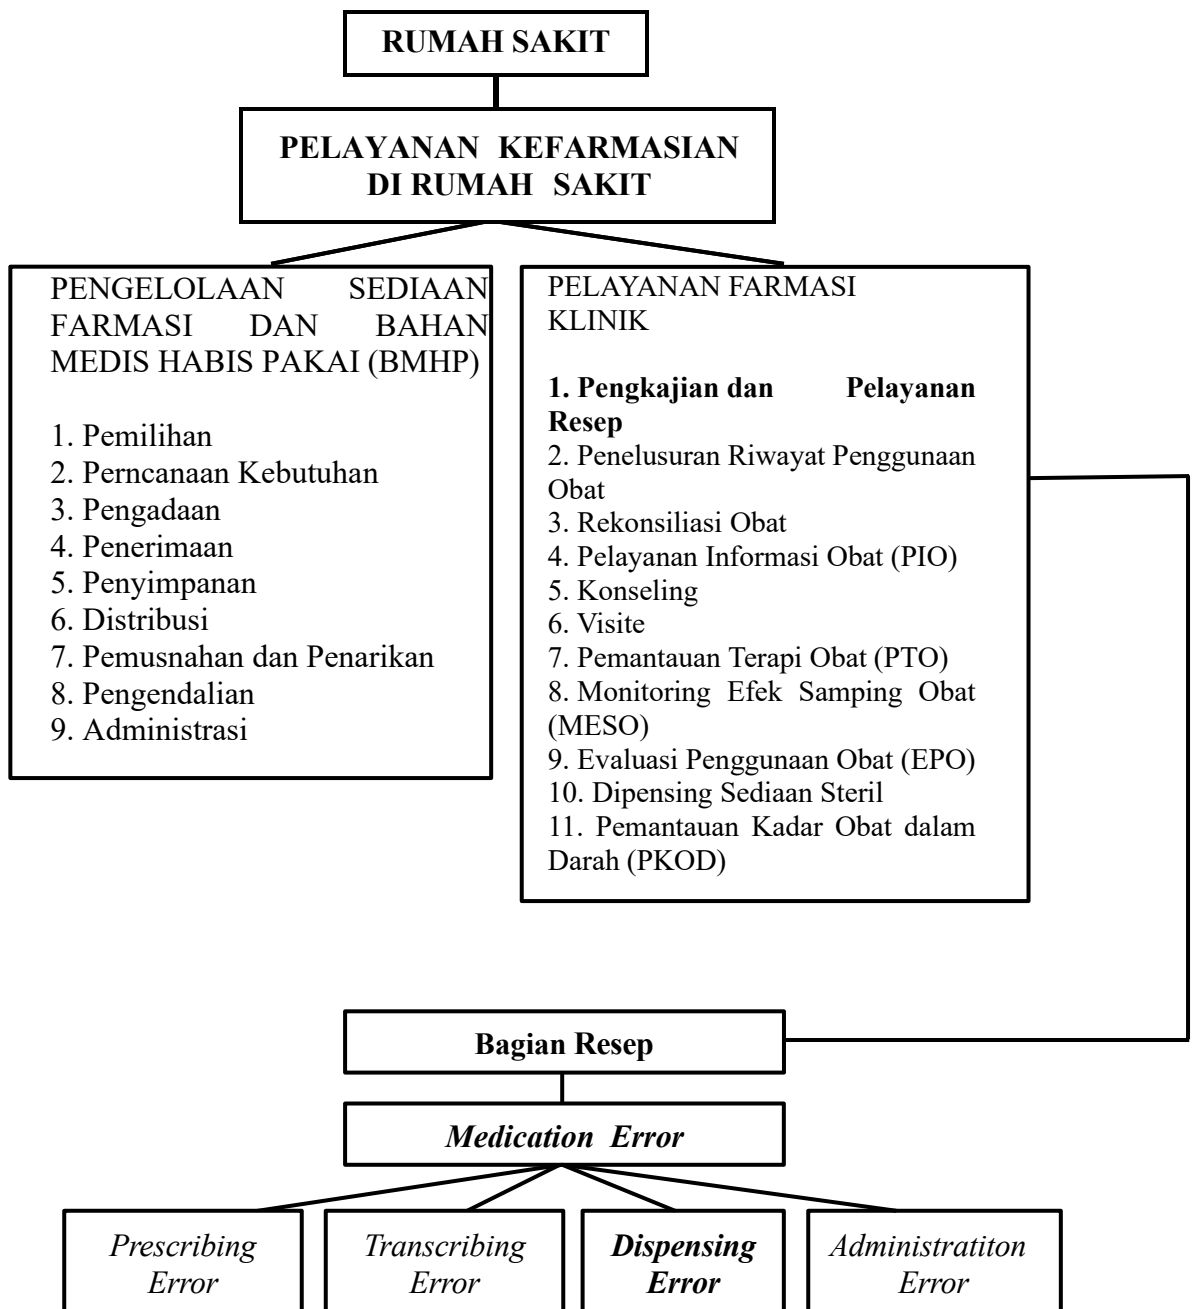 RUMAH SAKIT
PELAYANAN KEFARMASIAN
DI RUMAH SAKIT
PENGELOLAAN SEDIAAN
FARMASI DAN BAHAN
MEDIS HABIS PAKAI (BMHP)
1. Pemilihan
2. Perncanaan Kebutuhan
3. Pengadaan
4. Penerimaan
5. Penyimpanan
6. Distribusi
7. Pemusnahan dan Penarikan
8. Pengendalian
9. Administrasi
PELAYANAN FARMASI
KLINIK
1. Pengkajian dan Pelayanan
Resep
2. Penelusuran Riwayat Penggunaan
Obat
3. Rekonsiliasi Obat
4. Pelayanan Informasi Obat (PIO)
5. Konseling
6. Visite
7. Pemantauan Terapi Obat (PTO)
8. Monitoring Efek Samping Obat
(MESO)
9. Evaluasi Penggunaan Obat (EPO)
10. Dipensing Sediaan Steril
11. Pemantauan Kadar Obat dalam
Darah (PKOD)
Bagian Resep
Medication Error
Prescribing
Error
Transcribing
Error
Dispensing
Error
Administratiton
Error